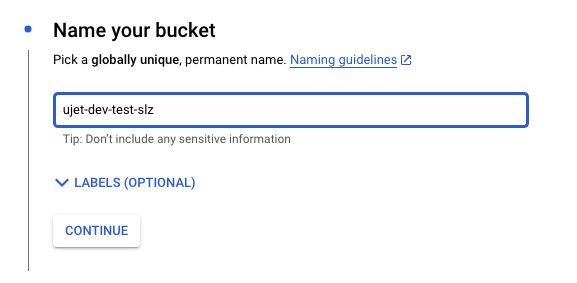 Name your bucket
Pick a globally unique, permanent name. Naming guidelines
ujet-dev-test-slz
Tip: Don’t include any sensitive information
LABELS (OPTIONAL)
CONTINUE